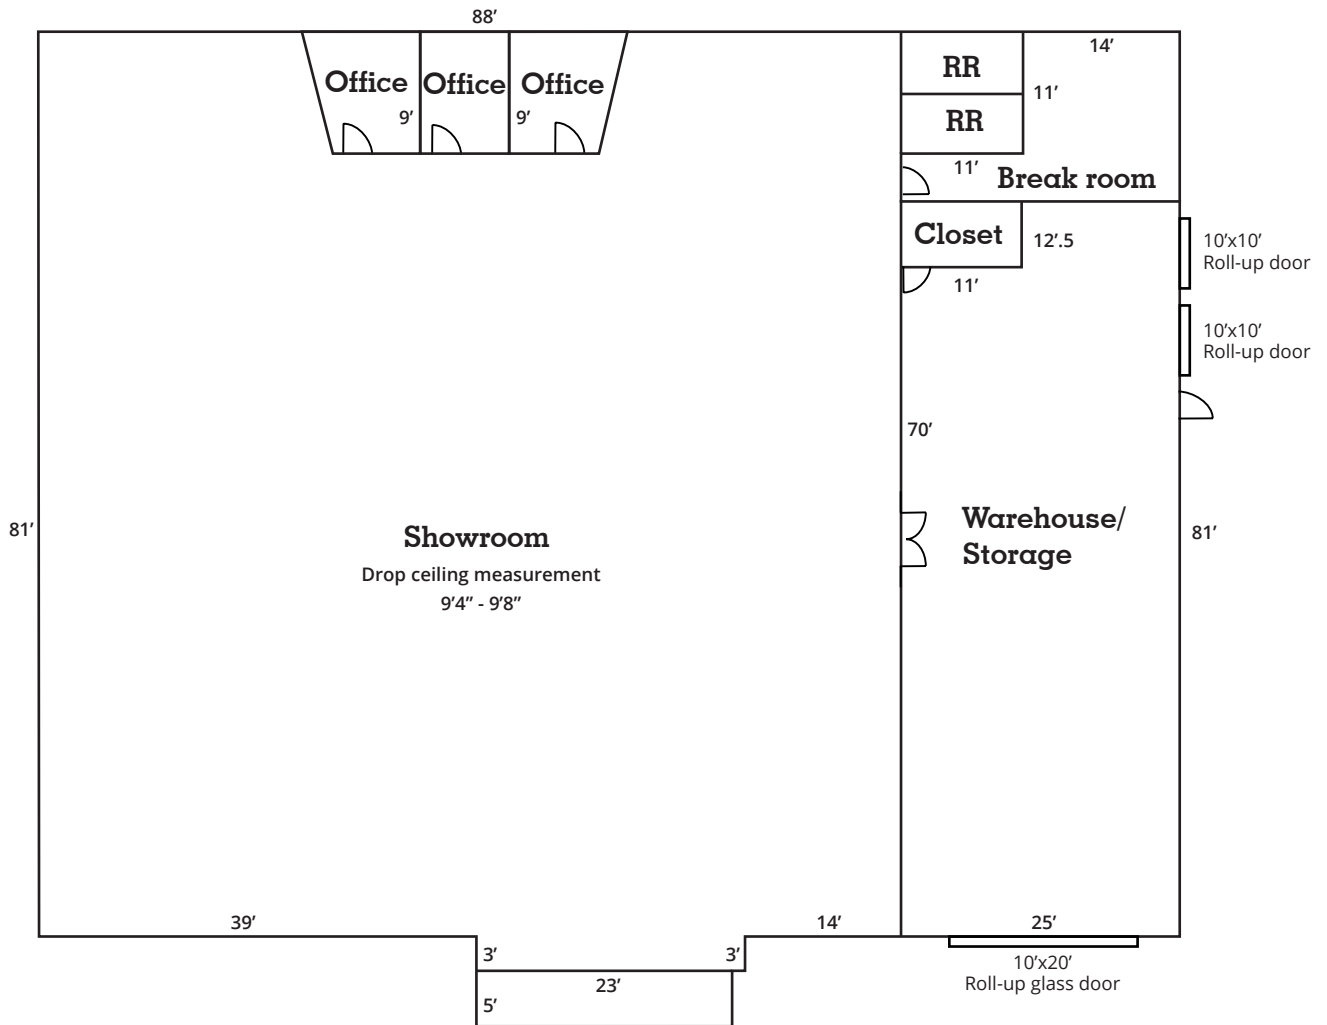 88’
14’
Office
Office
Office
9’
9’
RR
11’
RR
11’
Break room
Closet
12’.5
11’
10’x10’
Roll-up door
10’x10’
Roll-up door
70’
Showroom
Drop ceiling measurement
9’4” - 9’8”
Warehouse/
Storage
81’
81’
39’
14’
25’
3’
3’
23’
5’
10’x20’
Roll-up glass door